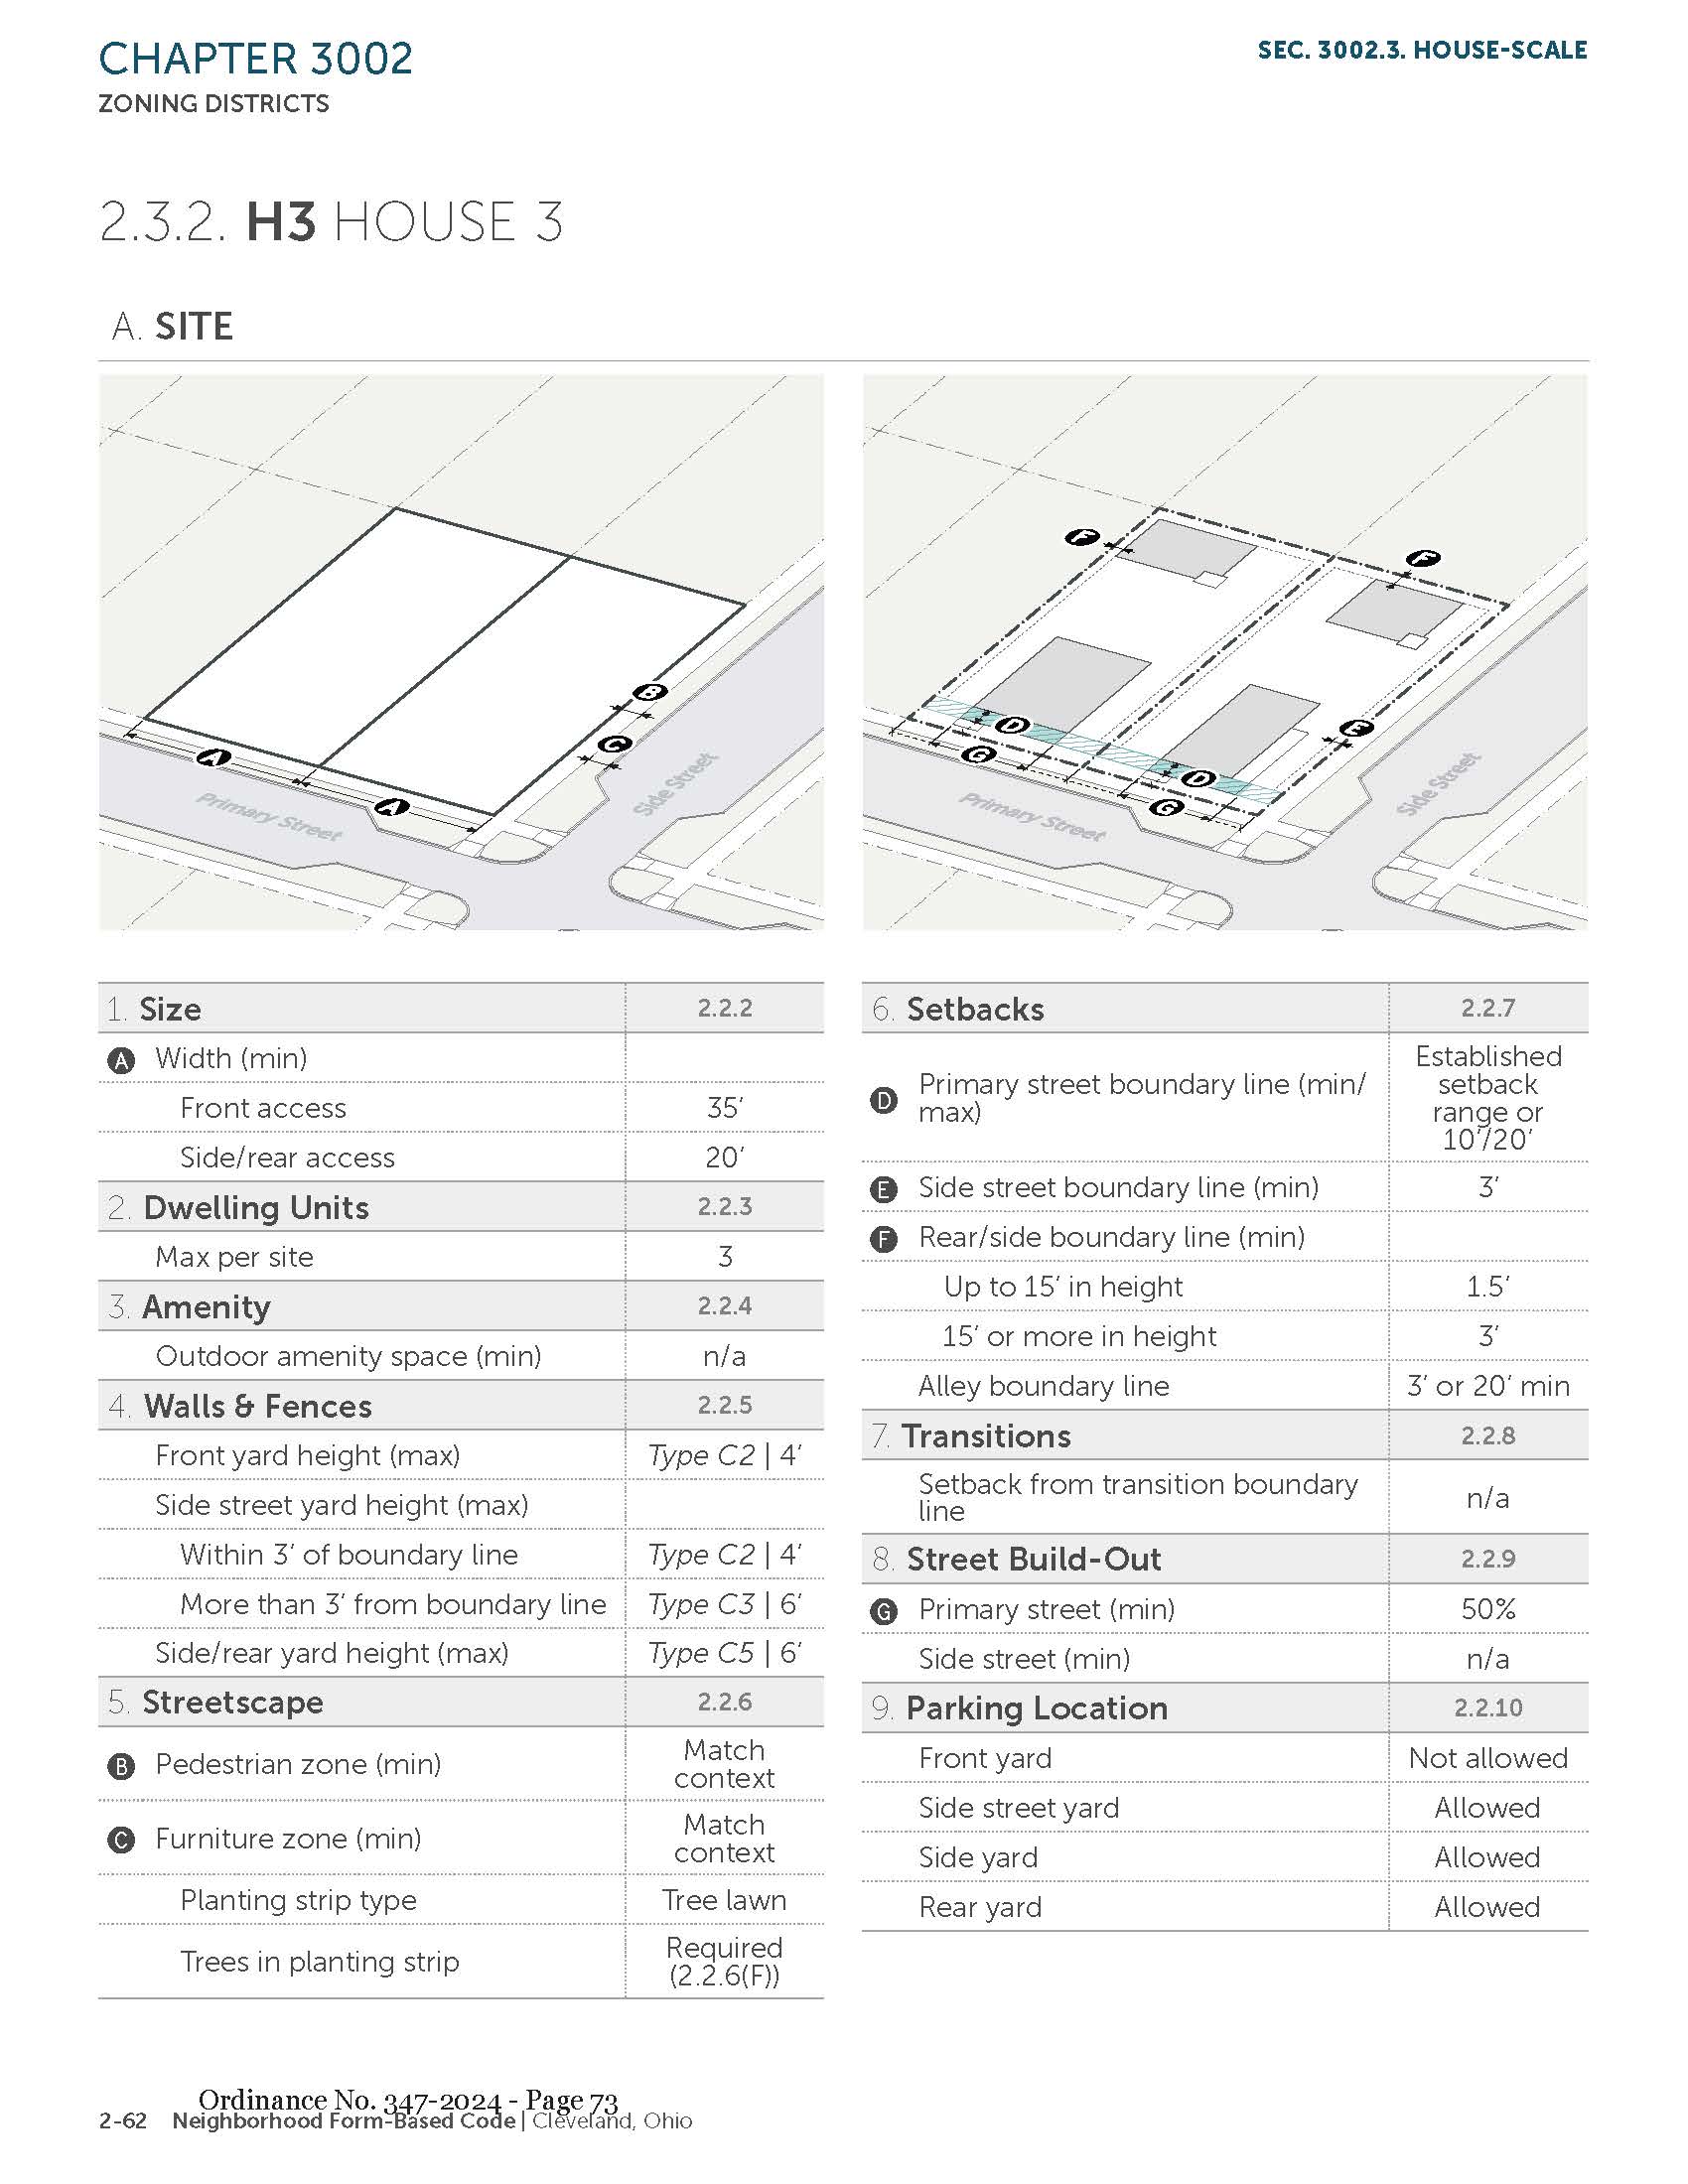 CHAPTER 3002
SEC. 3002.3. HOUSE-SCALE
ZONING DISTRICTS
2.3.2. H3 HOUSE 3
A. SITE
A
A
B
C
Primary Street
Side Street
F
F
D
D
E
G
G
Primary Street
Side Street
1. Size 2.2.2
A Width (min)
Front access 35'
Side/rear access 20'
2. Dwelling Units 2.2.3
Max per site 3
3. Amenity 2.2.4
Outdoor amenity space (min) n/a
4. Walls & Fences 2.2.5
Front yard height (max) Type C2 | 4'
Side street yard height (max)
Within 3' of boundary line Type C2 | 4'
More than 3' from boundary line Type C3 | 6'
Side/rear yard height (max) Type C5 | 6'
5. Streetscape 2.2.6
B Pedestrian zone (min) Match
context
C Furniture zone (min) Match
context
Planting strip type Tree lawn
Trees in planting strip Required
(2.2.6(F))
6. Setbacks 2.2.7
D Primary street boundary line (min/
max)
Established
setback
range or
10'/20'
E Side street boundary line (min) 3'
F Rear/side boundary line (min)
Up to 15' in height 1.5'
15' or more in height 3'
Alley boundary line 3' or 20' min
7. Transitions 2.2.8
Setback from transition boundary
line n/a
8. Street Build-Out 2.2.9
G Primary street (min) 50%
Side street (min) n/a
9. Parking Location 2.2.10
Front yard Not allowed
Side street yard Allowed
Side yard Allowed
Rear yard Allowed
Ordinance No. 347-2024 - Page 73
2-62 Neighborhood Form-Based Code | Cleveland, Ohio